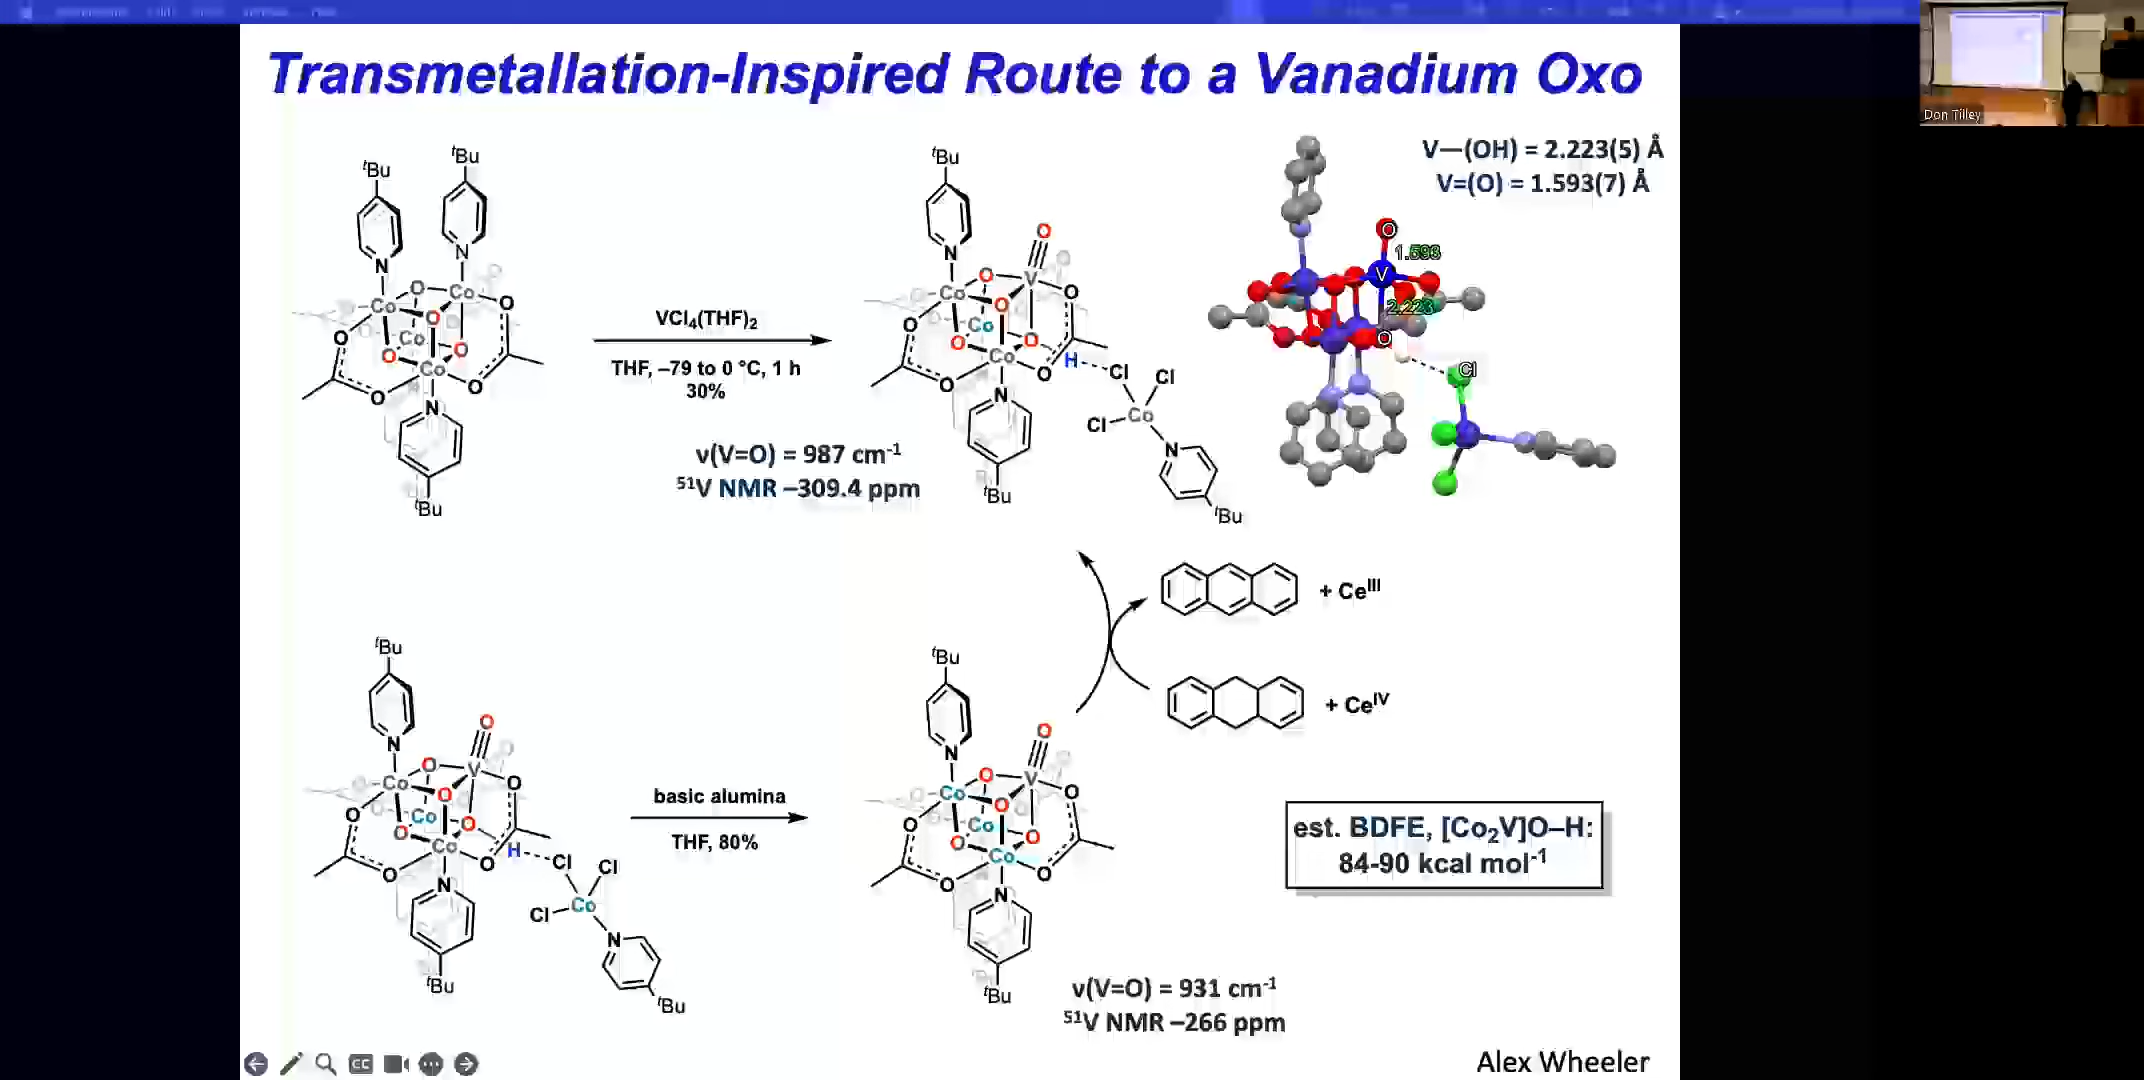 Transmetallation-Inspired Route to a Vanadium Oxo
Don Tilley
V—(OH) = 2.223(5) Å
V=(O) = 1.593(7) Å
tBu
tBu
N
N
Co
O
Co
O
O
O
Co
O
O
Co
O
O
N
tBu
VCl4(THF)2
THF, –79 to 0 °C, 1 h
30%
ν(V=O) = 987 cm-1
51V NMR –309.4 ppm
tBu
N
O
O
V
Co
O
O
O
Co
O
O
Co
O
O
H
Cl
Cl
Cl
Co
N
N
tBu
tBu
O
1.593
V
2.223
O
Cl
+ CeIII
+ CeIV
tBu
N
O
O
V
Co
O
O
O
Co
O
O
Co
O
O
H
Cl
Cl
Cl
Co
N
N
tBu
tBu
basic alumina
THF, 80%
tBu
N
O
O
V
Co
O
O
O
Co
O
O
Co
O
O
N
tBu
est. BDFE, [Co2V]O–H:
84-90 kcal mol-1
ν(V=O) = 931 cm-1
51V NMR –266 ppm
CC
Alex Wheeler